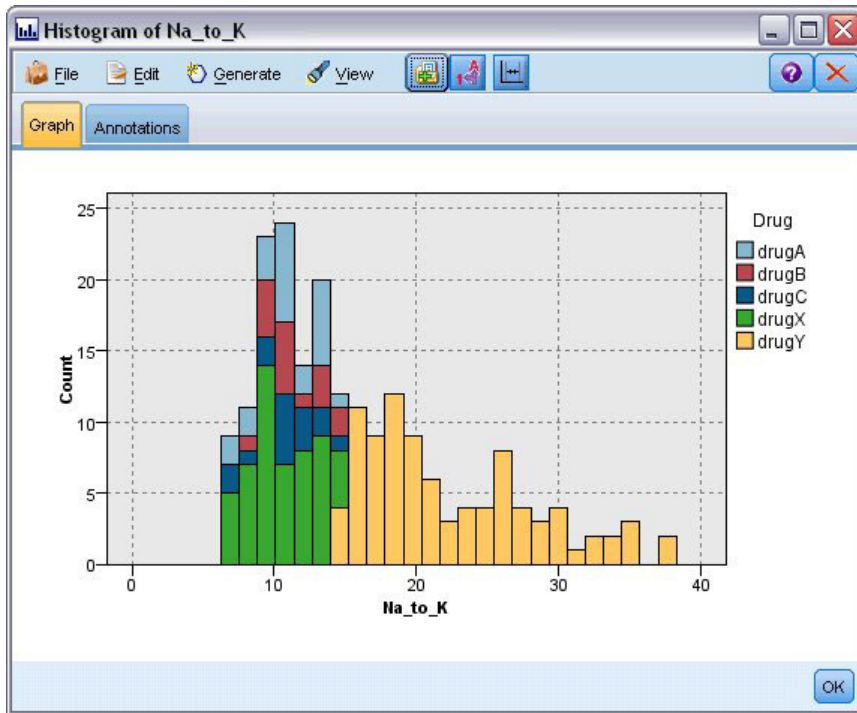 Histogram of Na_to_K
File Edit Generate View
Graph Annotations
25
20
15
10
5
0
Count
0 10 20 30 40
Na_to_K
Drug
drugA
drugB
drugC
drugX
drugY
OK